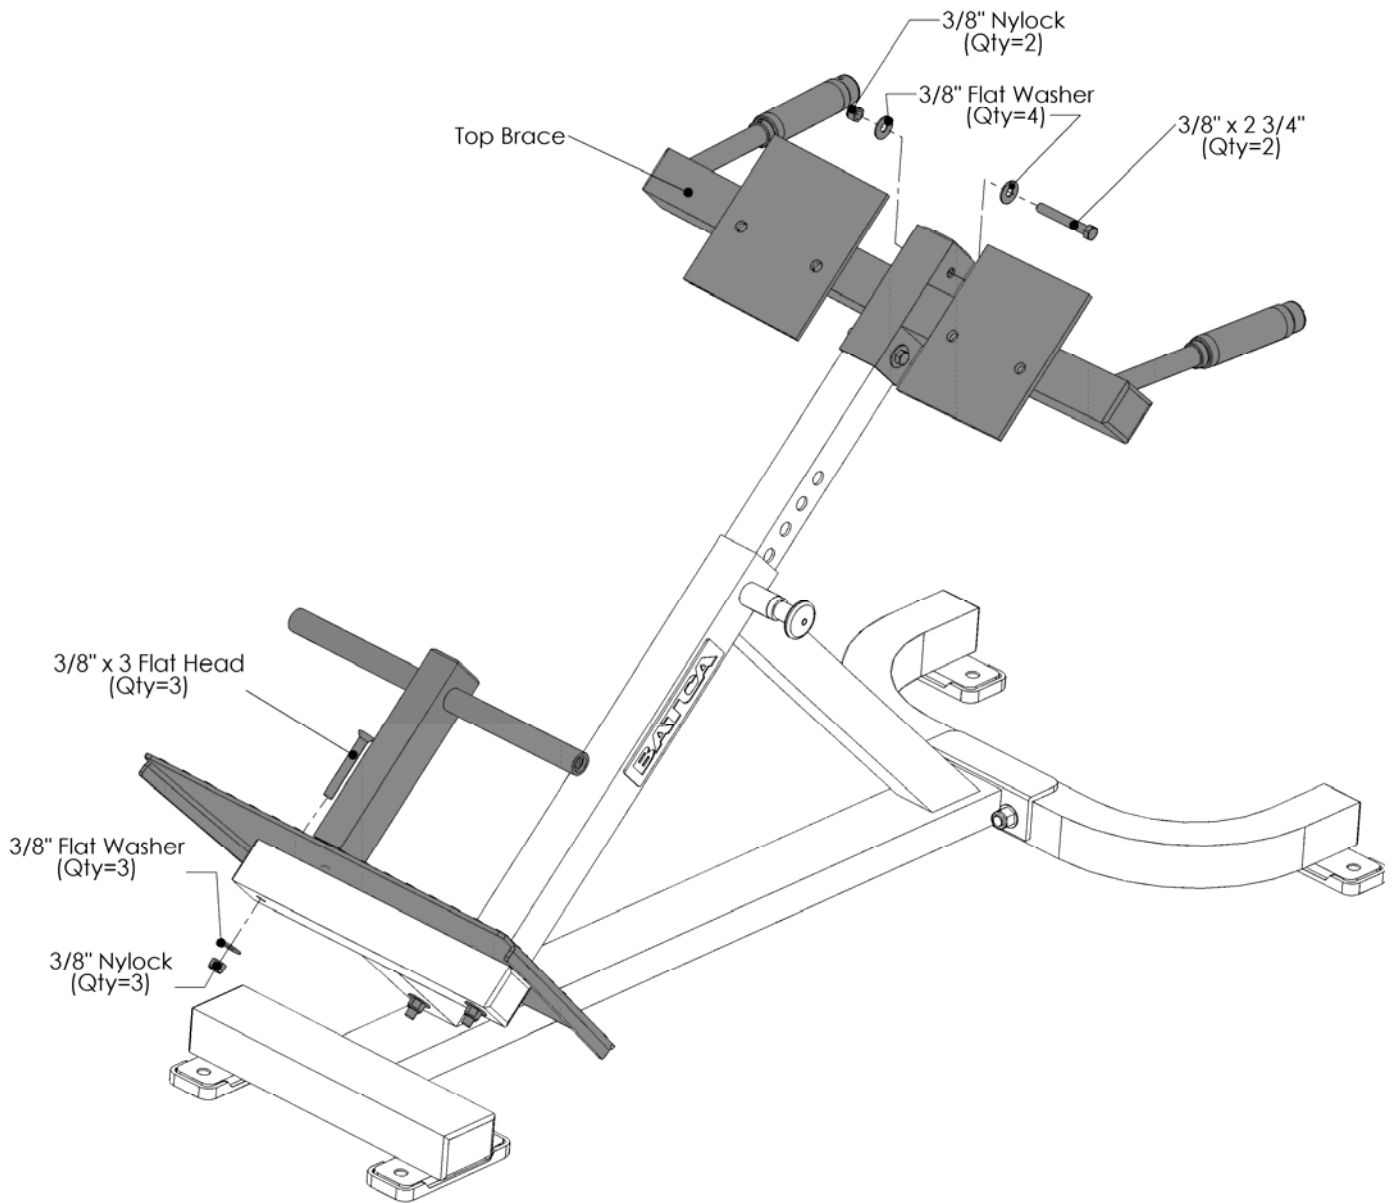 3/8" Nylock
(Qty=2)
3/8" Flat Washer
(Qty=4)
3/8" x 2 3/4"
(Qty=2)
Top Brace
3/8" x 3 Flat Head
(Qty=3)
BATCA
3/8" Flat Washer
(Qty=3)
3/8" Nylock
(Qty=3)